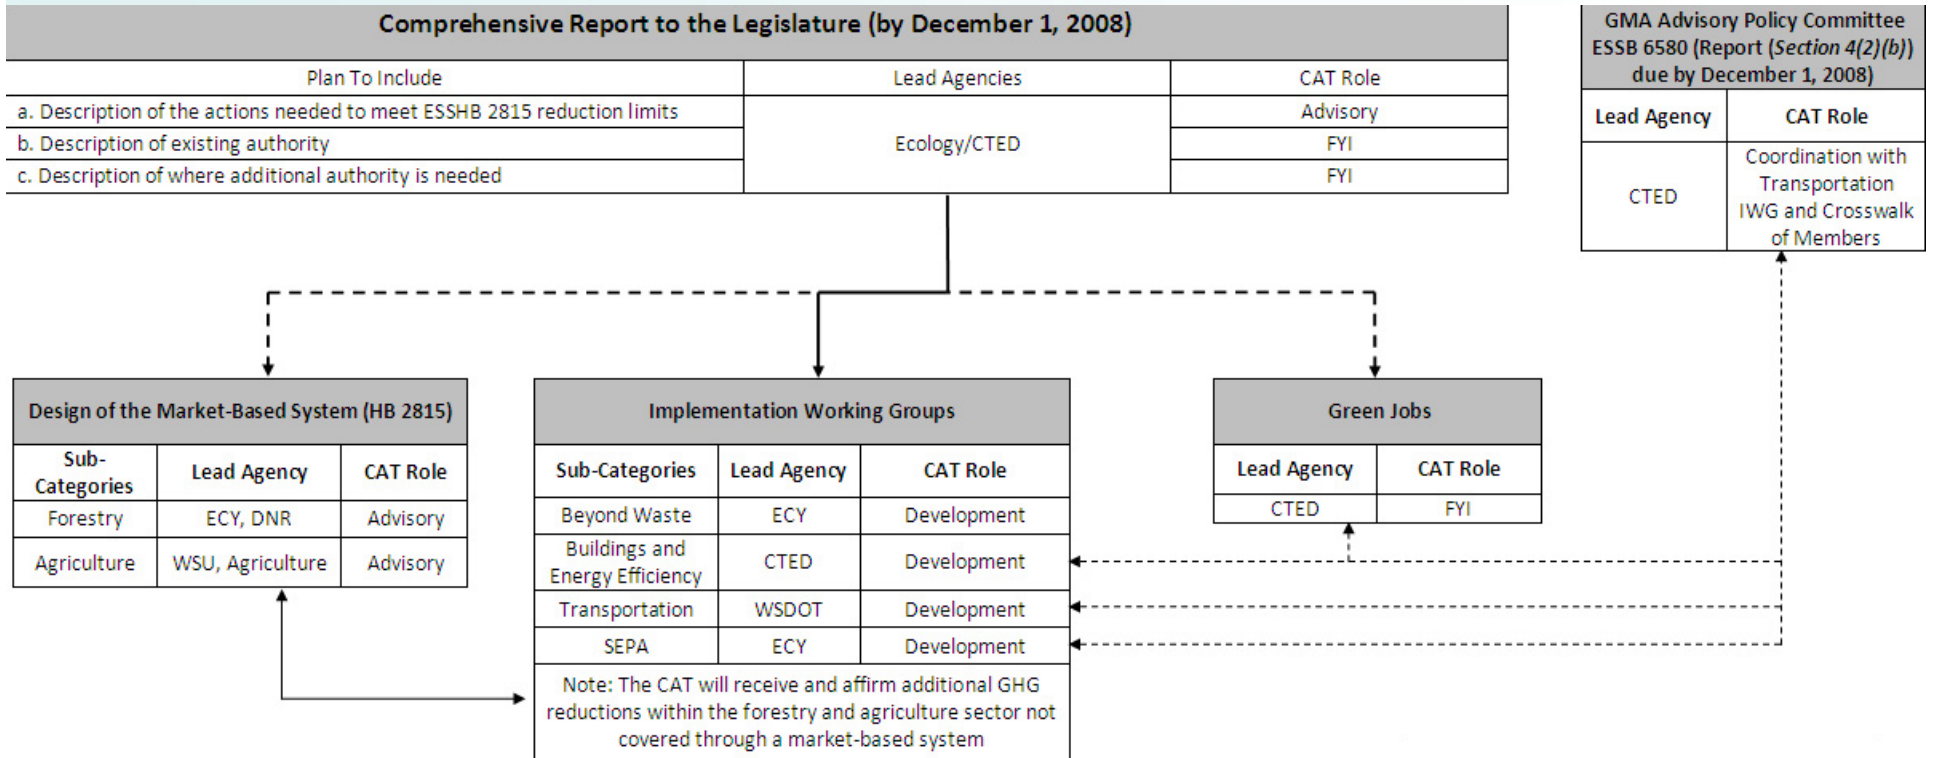 Comprehensive Report to the Legislature (by December 1, 2008)
Plan To Include
Lead Agencies
CAT Role
a. Description of the actions needed to meet ESSHB 2815 reduction limits
Advisory
b. Description of existing authority
Ecology/CTED
FYI
c. Description of where additional authority is needed
FYI
GMA Advisory Policy Committee
ESSB 6580 (Report (Section 4(2)(b))
due by December 1, 2008)
Lead Agency
CAT Role
CTED
Coordination with
Transportation
IWG and Crosswalk
of Members
Design of the Market-Based System (HB 2815)
Sub-
Categories
Lead Agency
CAT Role
Forestry
ECY, DNR
Advisory
Agriculture
WSU, Agriculture
Advisory
Implementation Working Groups
Sub-Categories
Lead Agency
CAT Role
Beyond Waste
ECY
Development
Buildings and
Energy Efficiency
CTED
Development
Transportation
WSDOT
Development
SEPA
ECY
Development
Note: The CAT will receive and affirm additional GHG
reductions within the forestry and agriculture sector not
covered through a market-based system
Green Jobs
Lead Agency
CAT Role
CTED
FYI